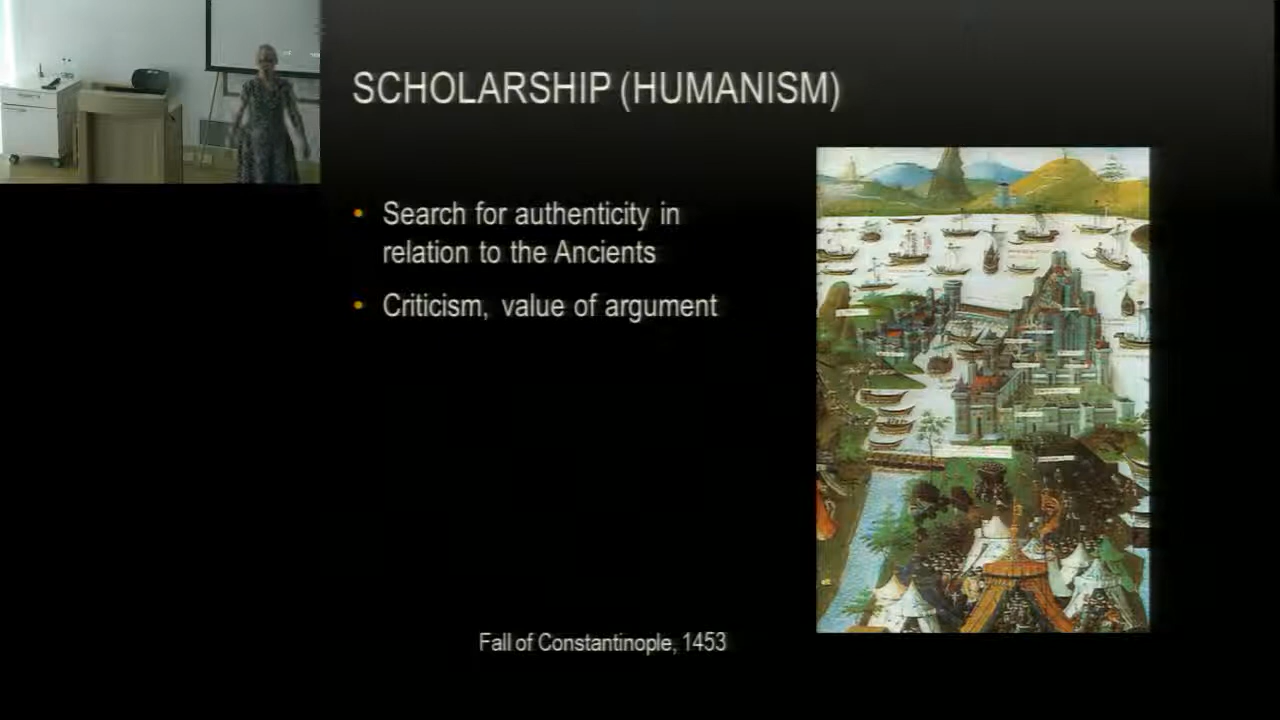 SCHOLARSHIP (HUMANISM)
• Search for authenticity in
relation to the Ancients
• Criticism, value of argument
Fall of Constantinople, 1453